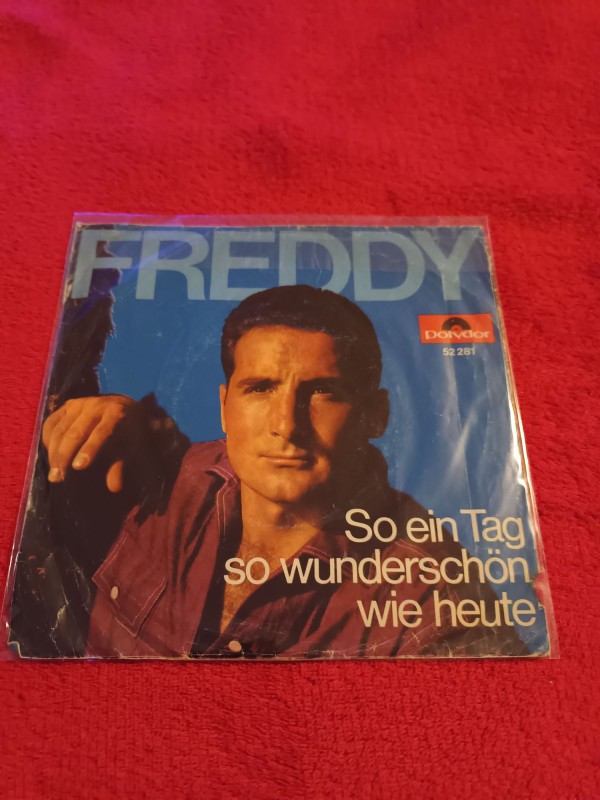 FREDDY
Polydor
52 281
So ein Tag
so wunderschön
wie heute